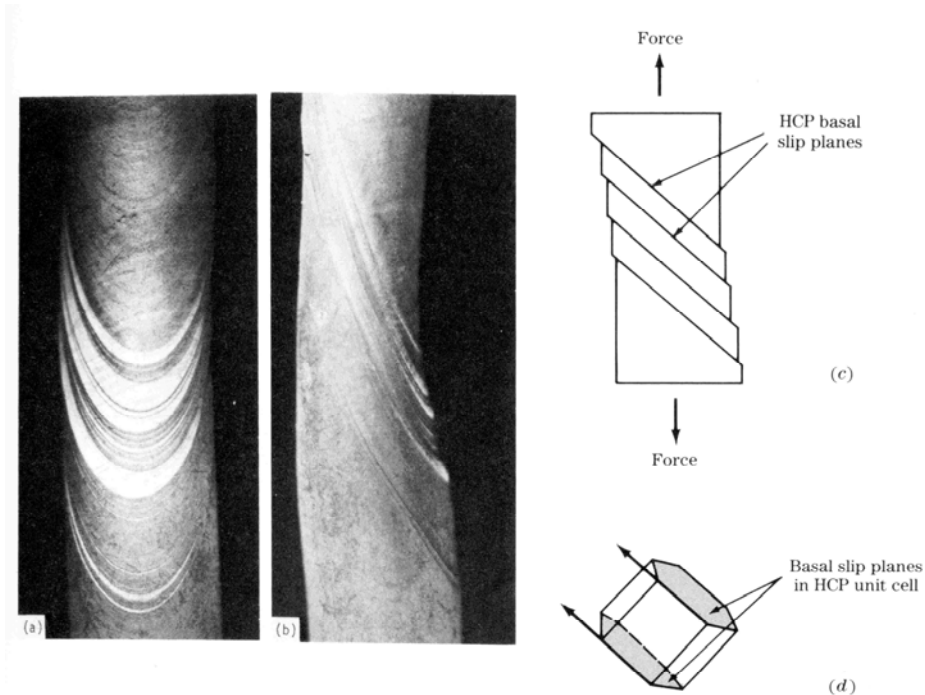 Force
HCP basal
slip planes
(c)
Force
Basal slip planes
in HCP unit cell
(a)
(b)
(d)